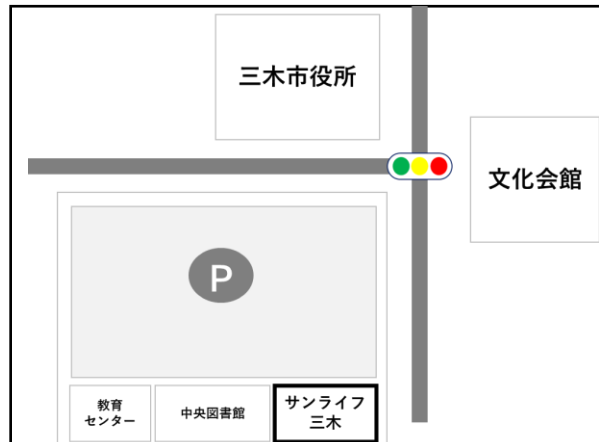 三木市役所
文化会館
P
教育
センター
中央図書館
サンライフ
三木